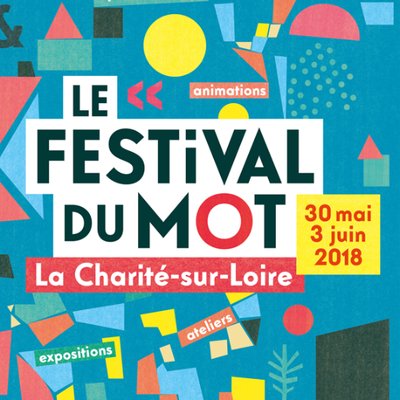 &
LE «
animations
FESTiVAL
DU MOT
30 mai
3 juin
2018
La Charité-sur-Loire
ateliers
expositions